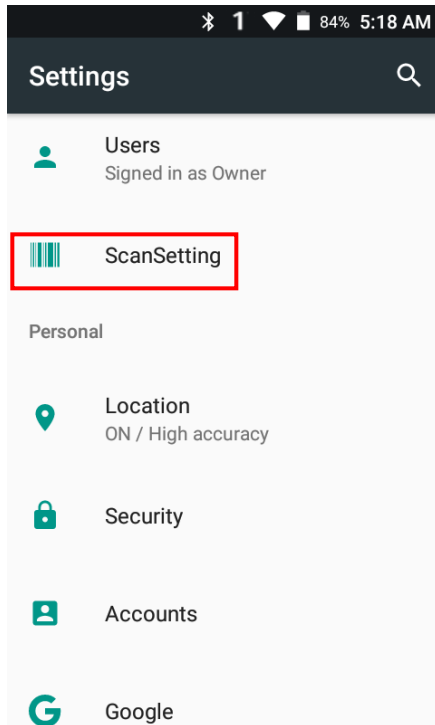 1 84% 5:18 AM
Settings
Users
Signed in as Owner
ScanSetting
Personal
Location
ON / High accuracy
Security
Accounts
G Google